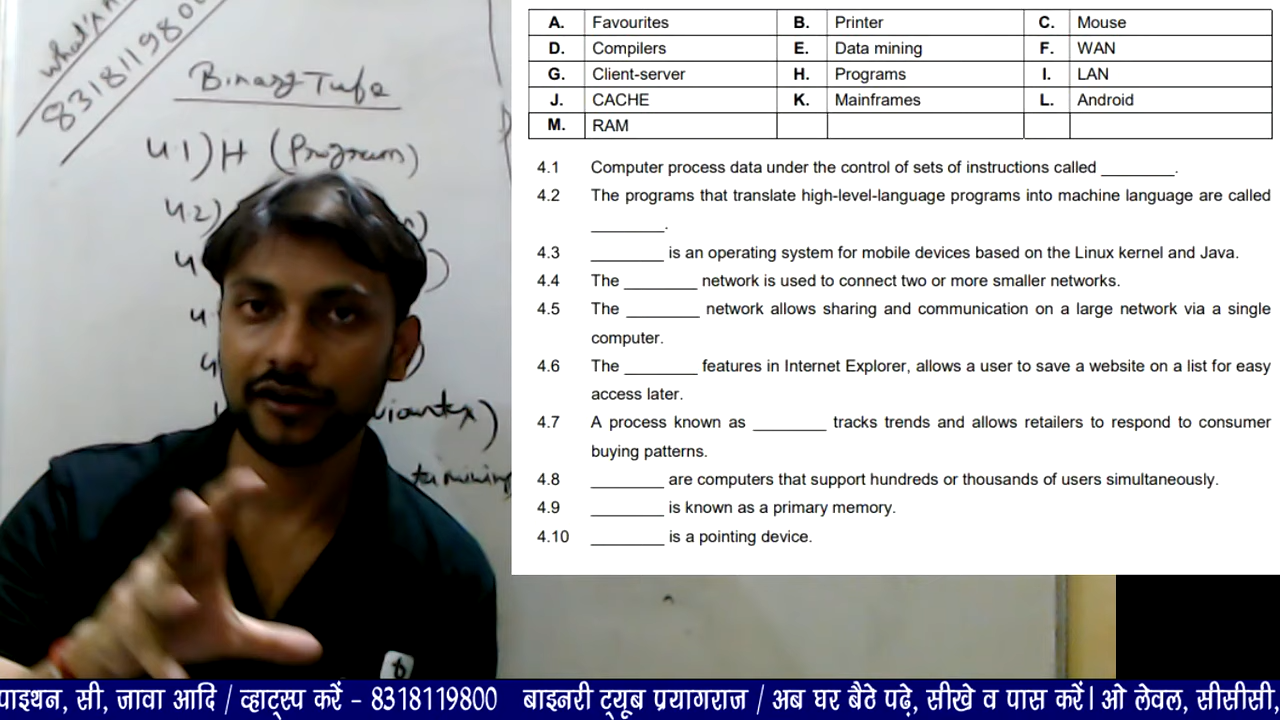 what's
8318119800
Binary Tube
4.1) H (Program)
4.2)
A. Favourites B. Printer C. Mouse
D. Compilers E. Data mining F. WAN
G. Client-server H. Programs I. LAN
J. CACHE K. Mainframes L. Android
M. RAM
4.1 Computer process data under the control of sets of instructions called ________.
4.2 The programs that translate high-level-language programs into machine language are called
________.
4.3 ________ is an operating system for mobile devices based on the Linux kernel and Java.
4.4 The ________ network is used to connect two or more smaller networks.
4.5 The ________ network allows sharing and communication on a large network via a single
computer.
4.6 The ________ features in Internet Explorer, allows a user to save a website on a list for easy
access later.
4.7 A process known as ________ tracks trends and allows retailers to respond to consumer
buying patterns.
4.8 ________ are computers that support hundreds or thousands of users simultaneously.
4.9 ________ is known as a primary memory.
4.10 ________ is a pointing device.
पाइथन, सी, जावा आदि / व्हाट्स्प करें - 8318119800 बाइनरी ट्यूब प्रयागराज / अब घर बैठे पढ़े, सीखे व पास करें। ओ लेवल, सीसीसी,